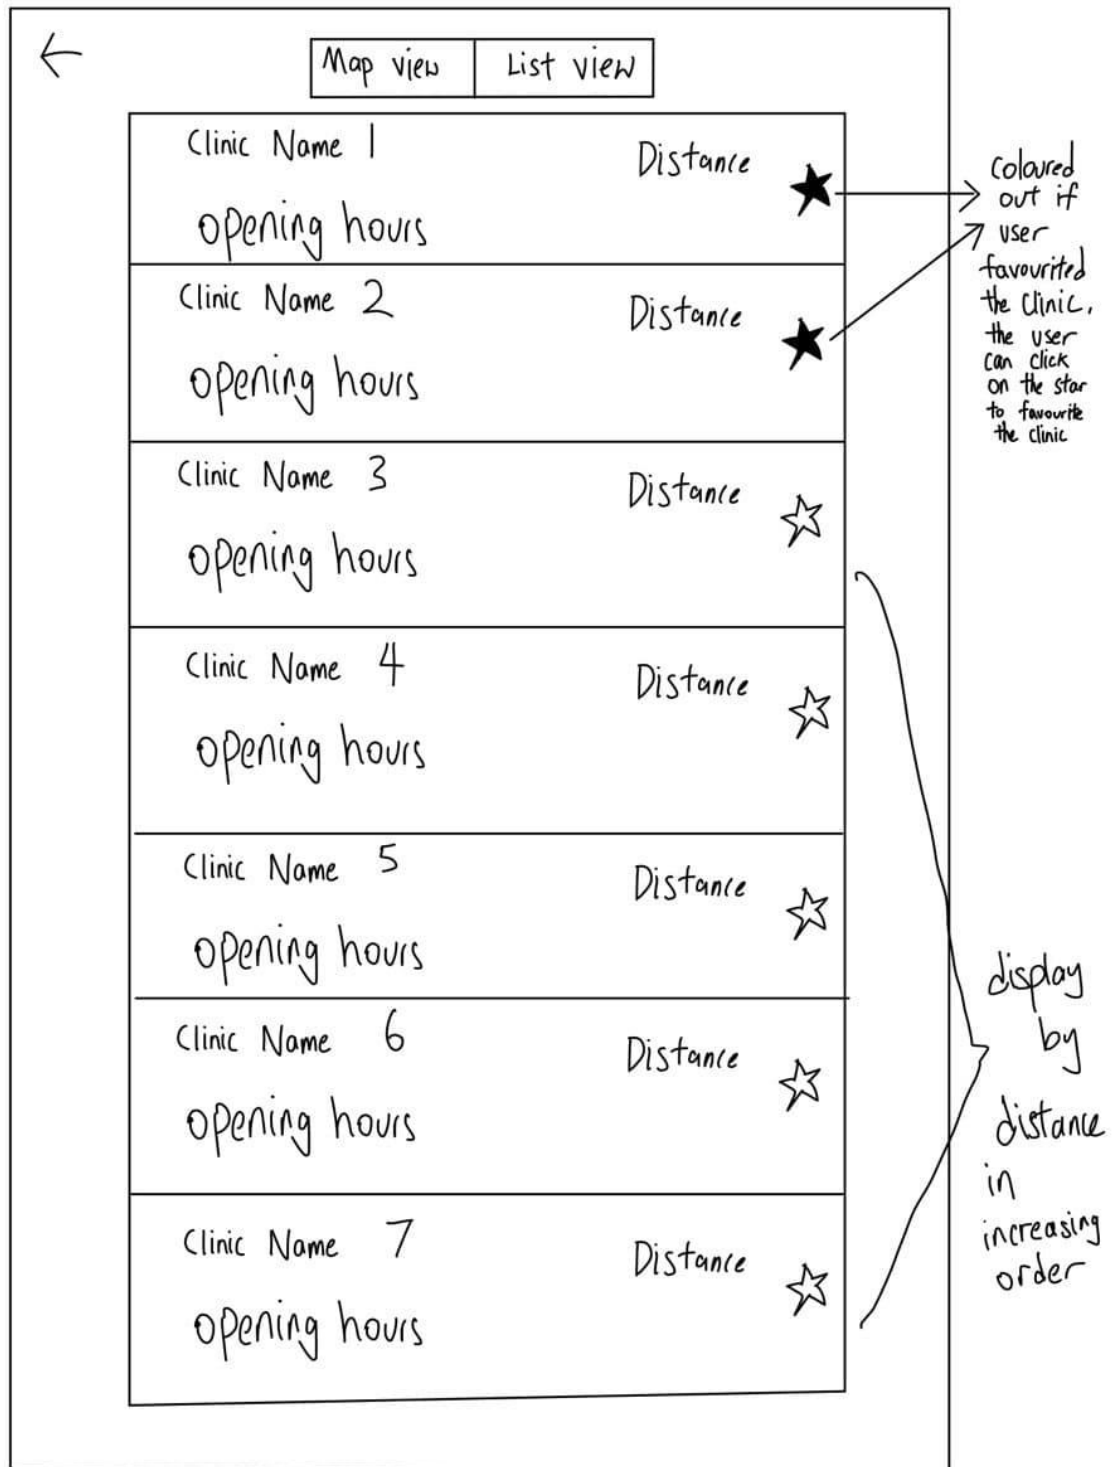 Map view
List view
Clinic Name 1
Distance
opening hours
Clinic Name 2
Distance
opening hours
Clinic Name 3
Distance
opening hours
Clinic Name 4
Distance
opening hours
Clinic Name 5
Distance
opening hours
Clinic Name 6
Distance
opening hours
Clinic Name 7
Distance
opening hours
coloured
out if
user
favourited
the clinic,
the user
can click
on the star
to favourite
the clinic
display
by
distance
in
increasing
order